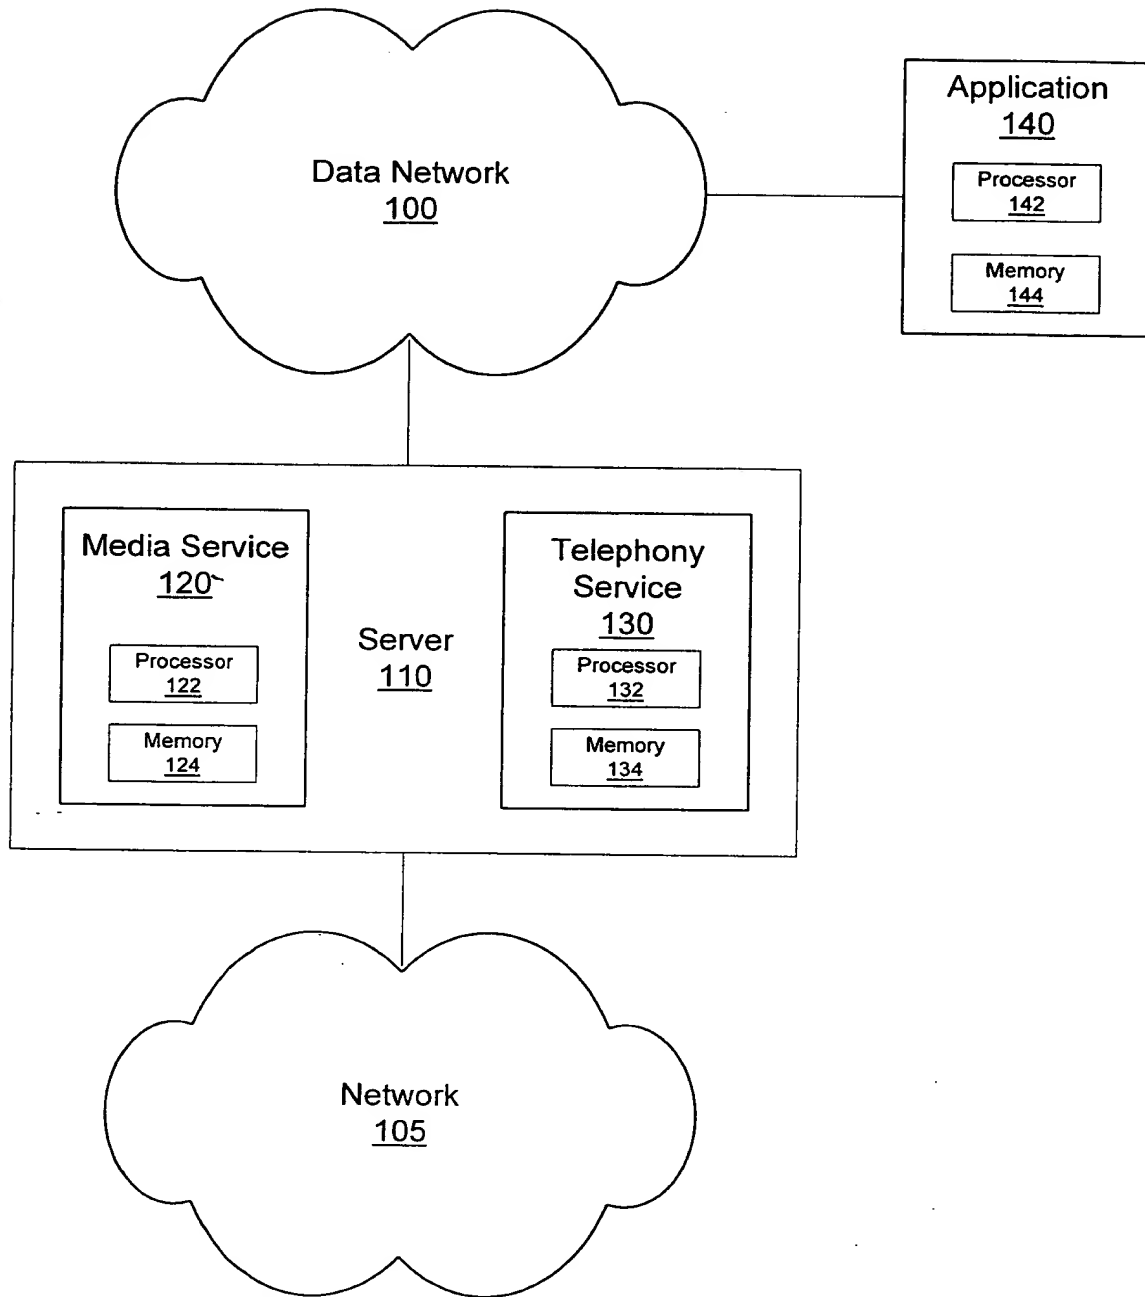 Data Network
100
Application
140
Processor
142
Memory
144
Media Service
120
Processor
122
Memory
124
Server
110
Telephony
Service
130
Processor
132
Memory
134
Network
105